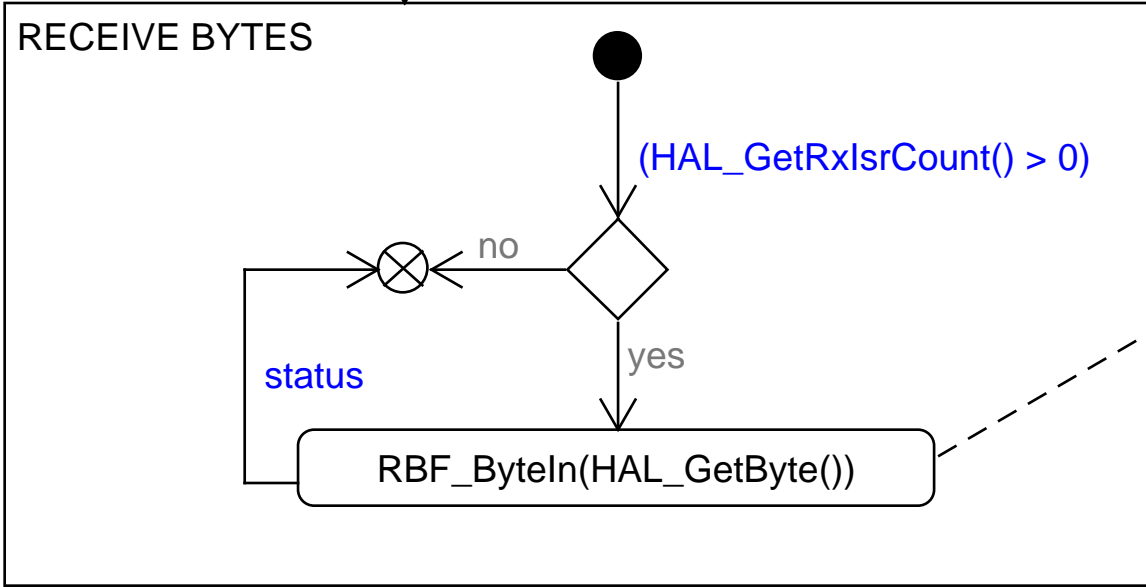 RECEIVE BYTES
(HAL_GetRxIsrCount() > 0)
no
yes
status
RBF_ByteIn(HAL_GetByte())